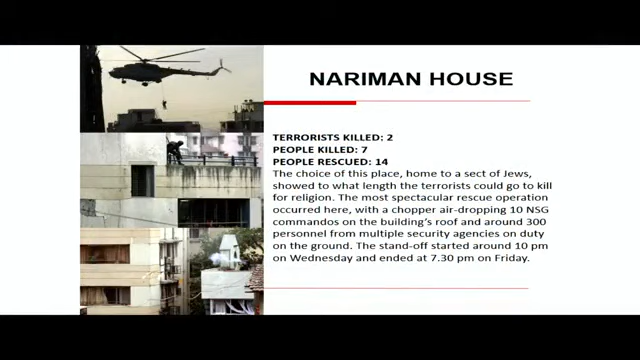 NARIMAN HOUSE
TERRORISTS KILLED: 2
PEOPLE KILLED: 7
PEOPLE RESCUED: 14
The choice of this place, home to a sect of Jews,
showed to what length the terrorists could go to kill
for religion. The most spectacular rescue operation
occurred here, with a chopper air-dropping 10 NSG
commandos on the building's roof and around 300
personnel from multiple security agencies on duty
on the ground. The stand-off started around 10 pm
on Wednesday and ended at 7.30 pm on Friday.